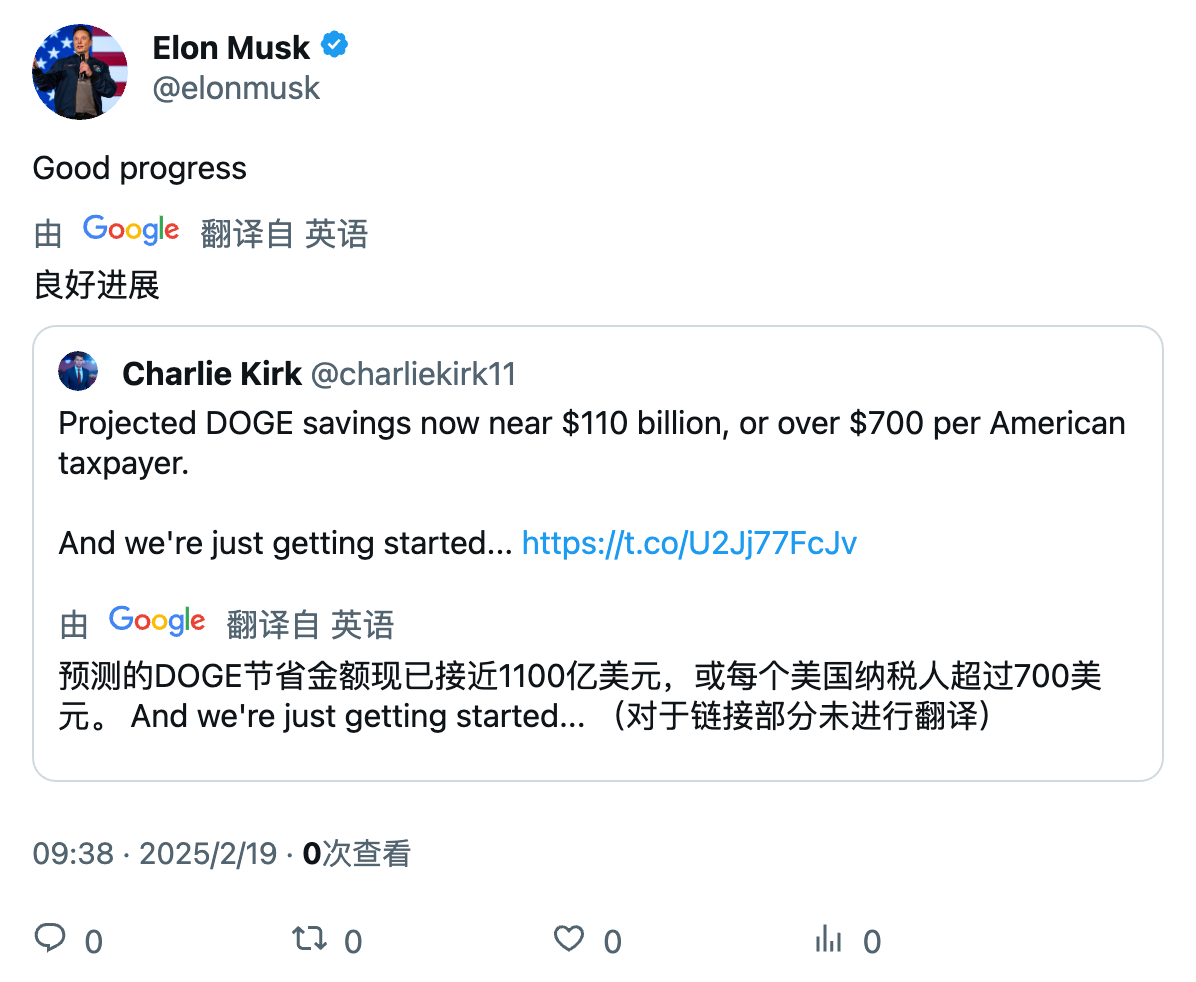 Elon Musk
@elonmusk
Good progress
由 Google 翻译自 英语
良好进展
Charlie Kirk @charliekirk11
Projected DOGE savings now near $110 billion, or over $700 per American
taxpayer.
And we're just getting started... https://t.co/U2Jj77FcJv
由 Google 翻译自 英语
预测的DOGE节省金额现已接近1100亿美元，或每个美国纳税人超过700美
元。 And we're just getting started... （对于链接部分未进行翻译）
09:38 · 2025/2/19 · 0次查看
0 0 0 0